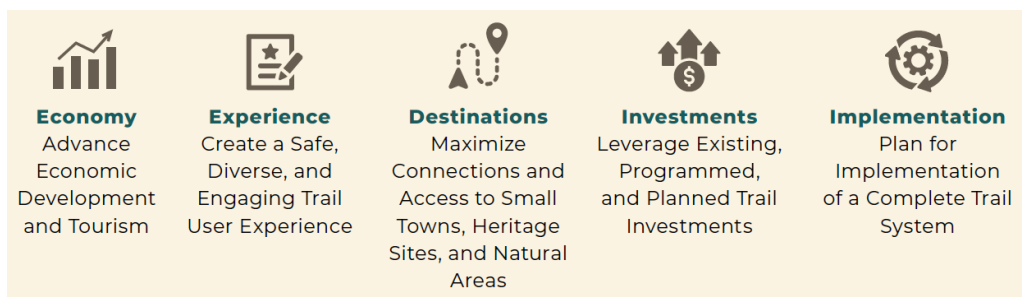 Economy
Advance
Economic
Development
and Tourism
Experience
Create a Safe,
Diverse, and
Engaging Trail
User Experience
Destinations
Maximize
Connections and
Access to Small
Towns, Heritage
Sites, and Natural
Areas
$
Investments
Leverage Existing,
Programmed,
and Planned Trail
Investments
Implementation
Plan for
Implementation
of a Complete Trail
System